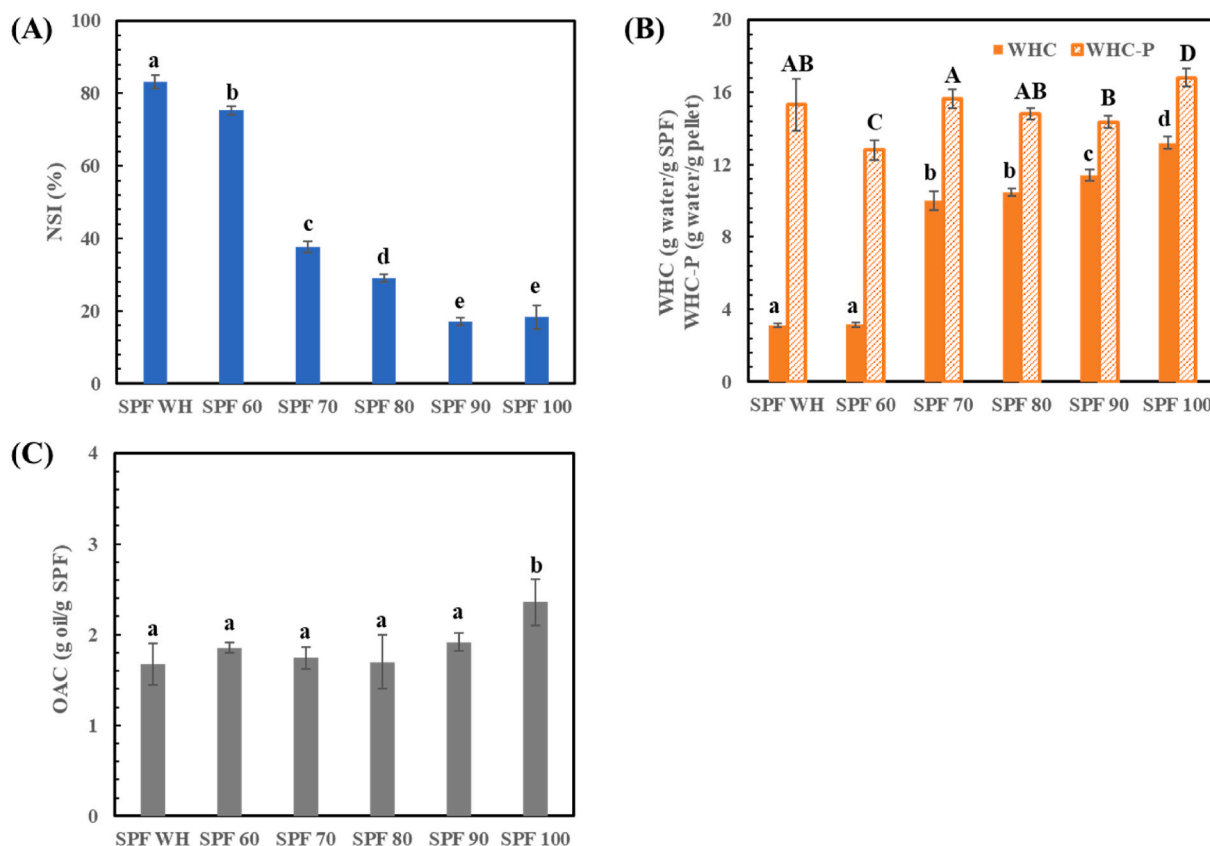 (A)
NSI (%)
100
80
60
40
20
0
a
b
c
d
e
e
SPF WH SPF 60 SPF 70 SPF 80 SPF 90 SPF 100
(B)
WHC (g water/g SPF)
WHC-P (g water/g pellet)
20
16
12
8
4
0
WHC WHC-P
AB
C
A
AB
B
D
a
a
b
b
c
d
SPF WH SPF 60 SPF 70 SPF 80 SPF 90 SPF 100
(C)
OAC (g oil/g SPF)
4
3
2
1
0
a
a
a
a
a
b
SPF WH SPF 60 SPF 70 SPF 80 SPF 90 SPF 100